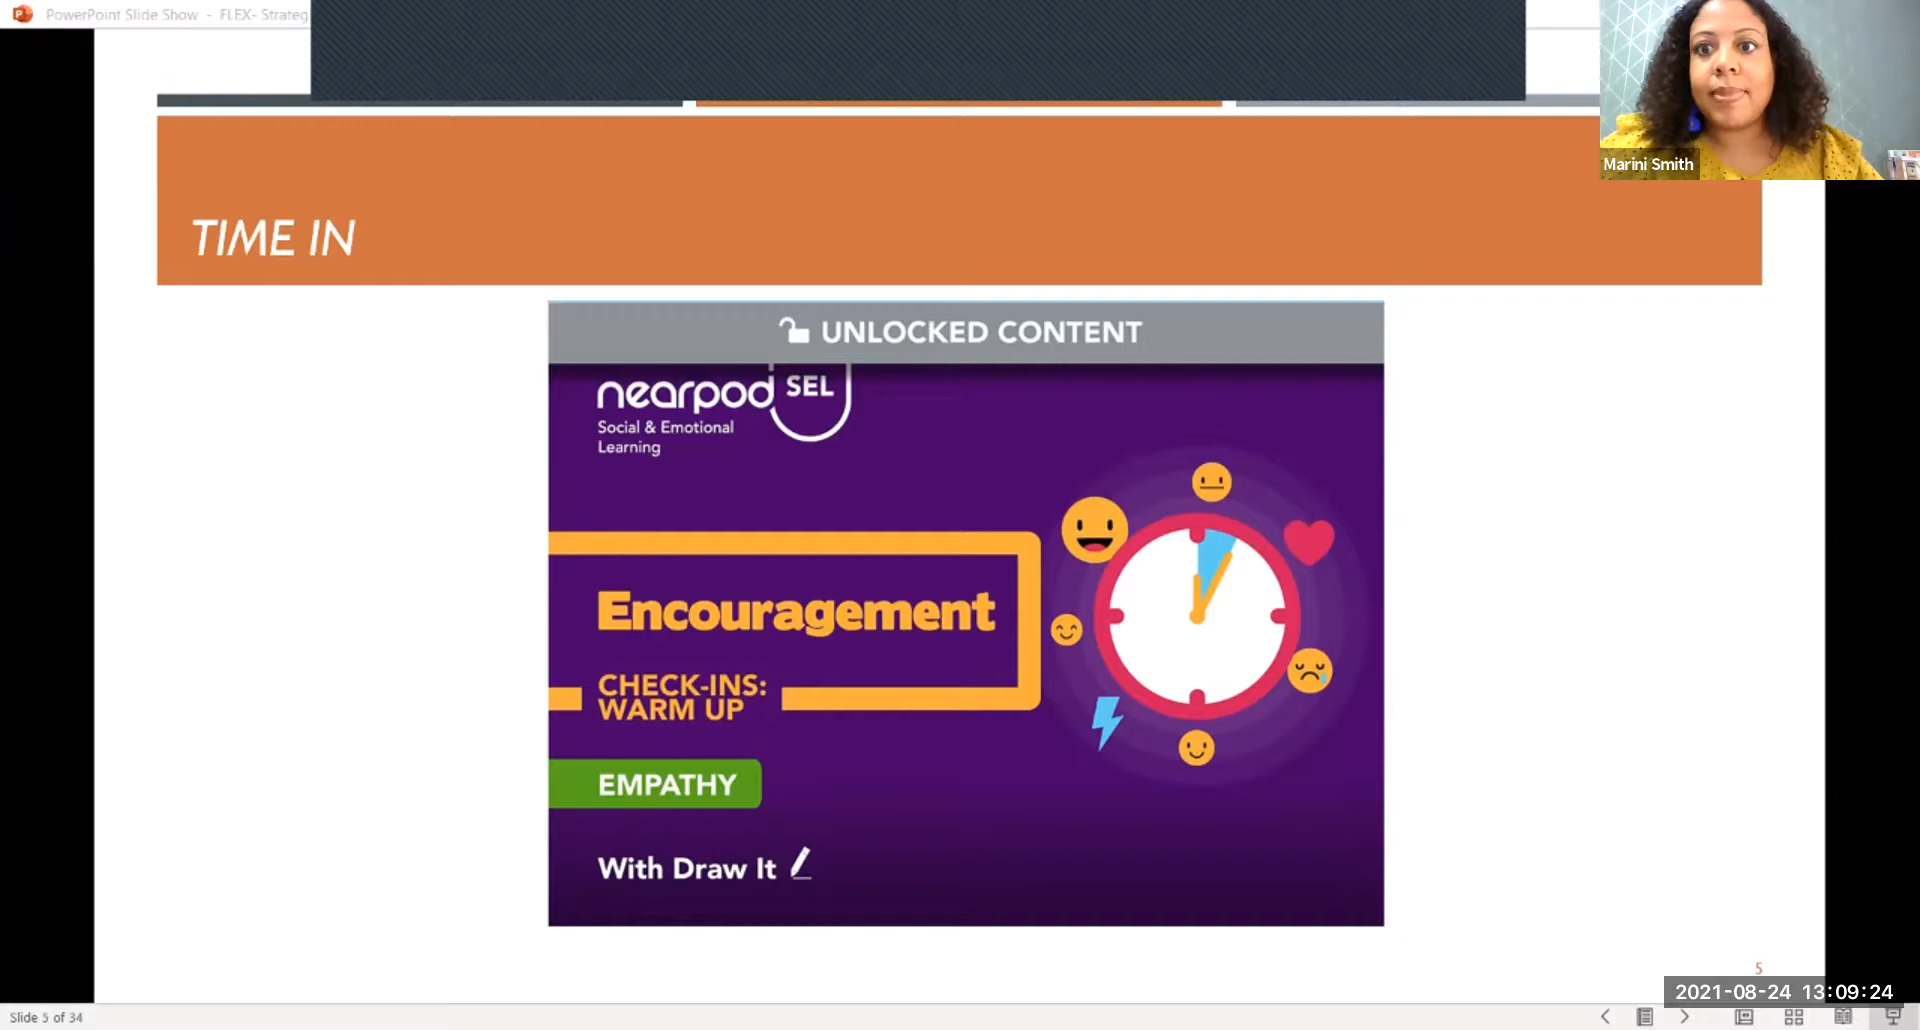 PowerPoint Slide Show - FLEX- Strateg
Marini Smith
TIME IN
UNLOCKED CONTENT
nearpod SEL
Social & Emotional
Learning
Encouragement
CHECK-INS:
WARM UP
EMPATHY
With Draw It
5
2021-08-24 13:09:24
Slide 5 of 34